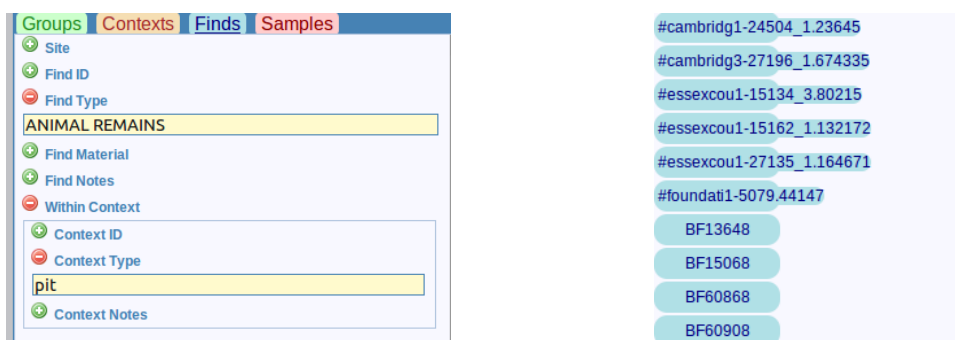 Groups Contexts Finds Samples
Site
Find ID
Find Type
ANIMAL REMAINS
Find Material
Find Notes
Within Context
Context ID
Context Type
pit
Context Notes
#cambridg1-24504_1.23645
#cambridg3-27196_1.674335
#essexcou1-15134_3.80215
#essexcou1-15162_1.132172
#essexcou1-27135_1.164671
#foundati1-5079.44147
BF13648
BF15068
BF60868
BF60908